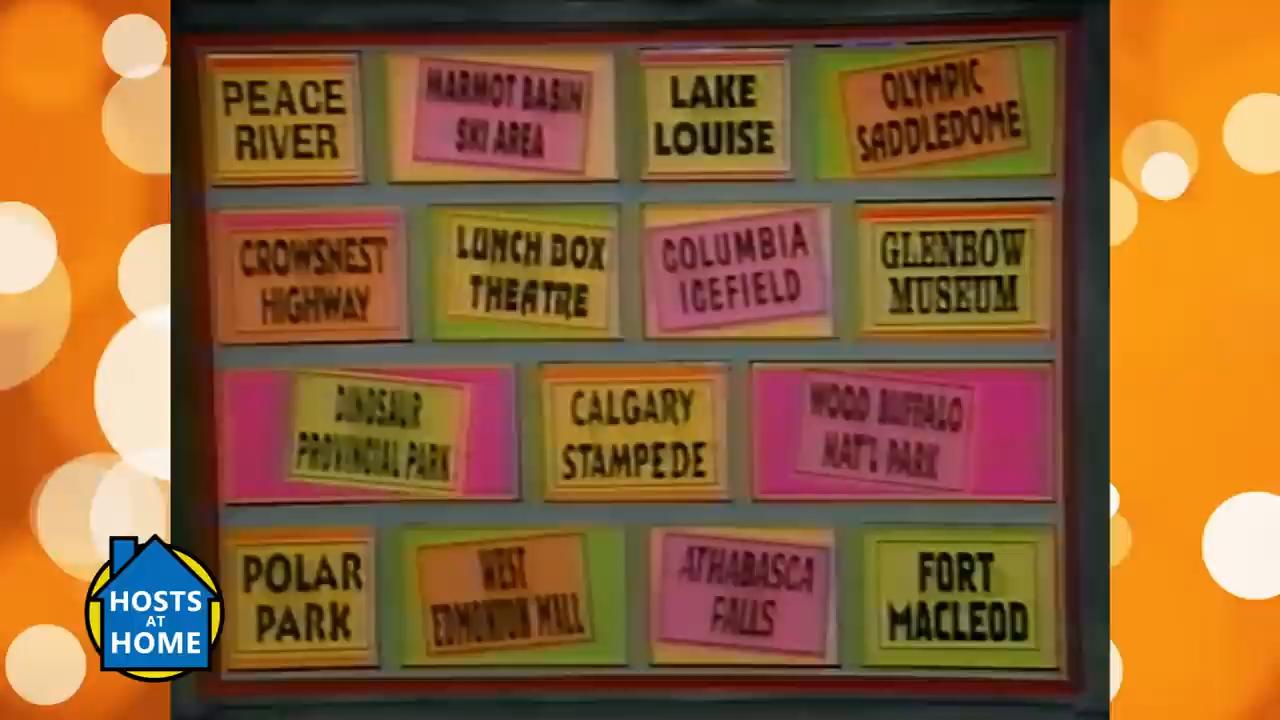 PEACE
RIVER
MARMOT BASIN
SKI AREA
LAKE
LOUISE
OLYMPIC
SADDLEDOME
CROWSNEST
HIGHWAY
LUNCH BOX
THEATRE
COLUMBIA
ICEFIELD
GLENBOW
MUSEUM
DINOSAUR
PROVINCIAL PARK
CALGARY
STAMPEDE
WOOD BUFFALO
NAT'L PARK
POLAR
PARK
WEST
EDMONTON MALL
ATHABASCA
FALLS
FORT
MACLEOD
HOSTS
AT
HOME